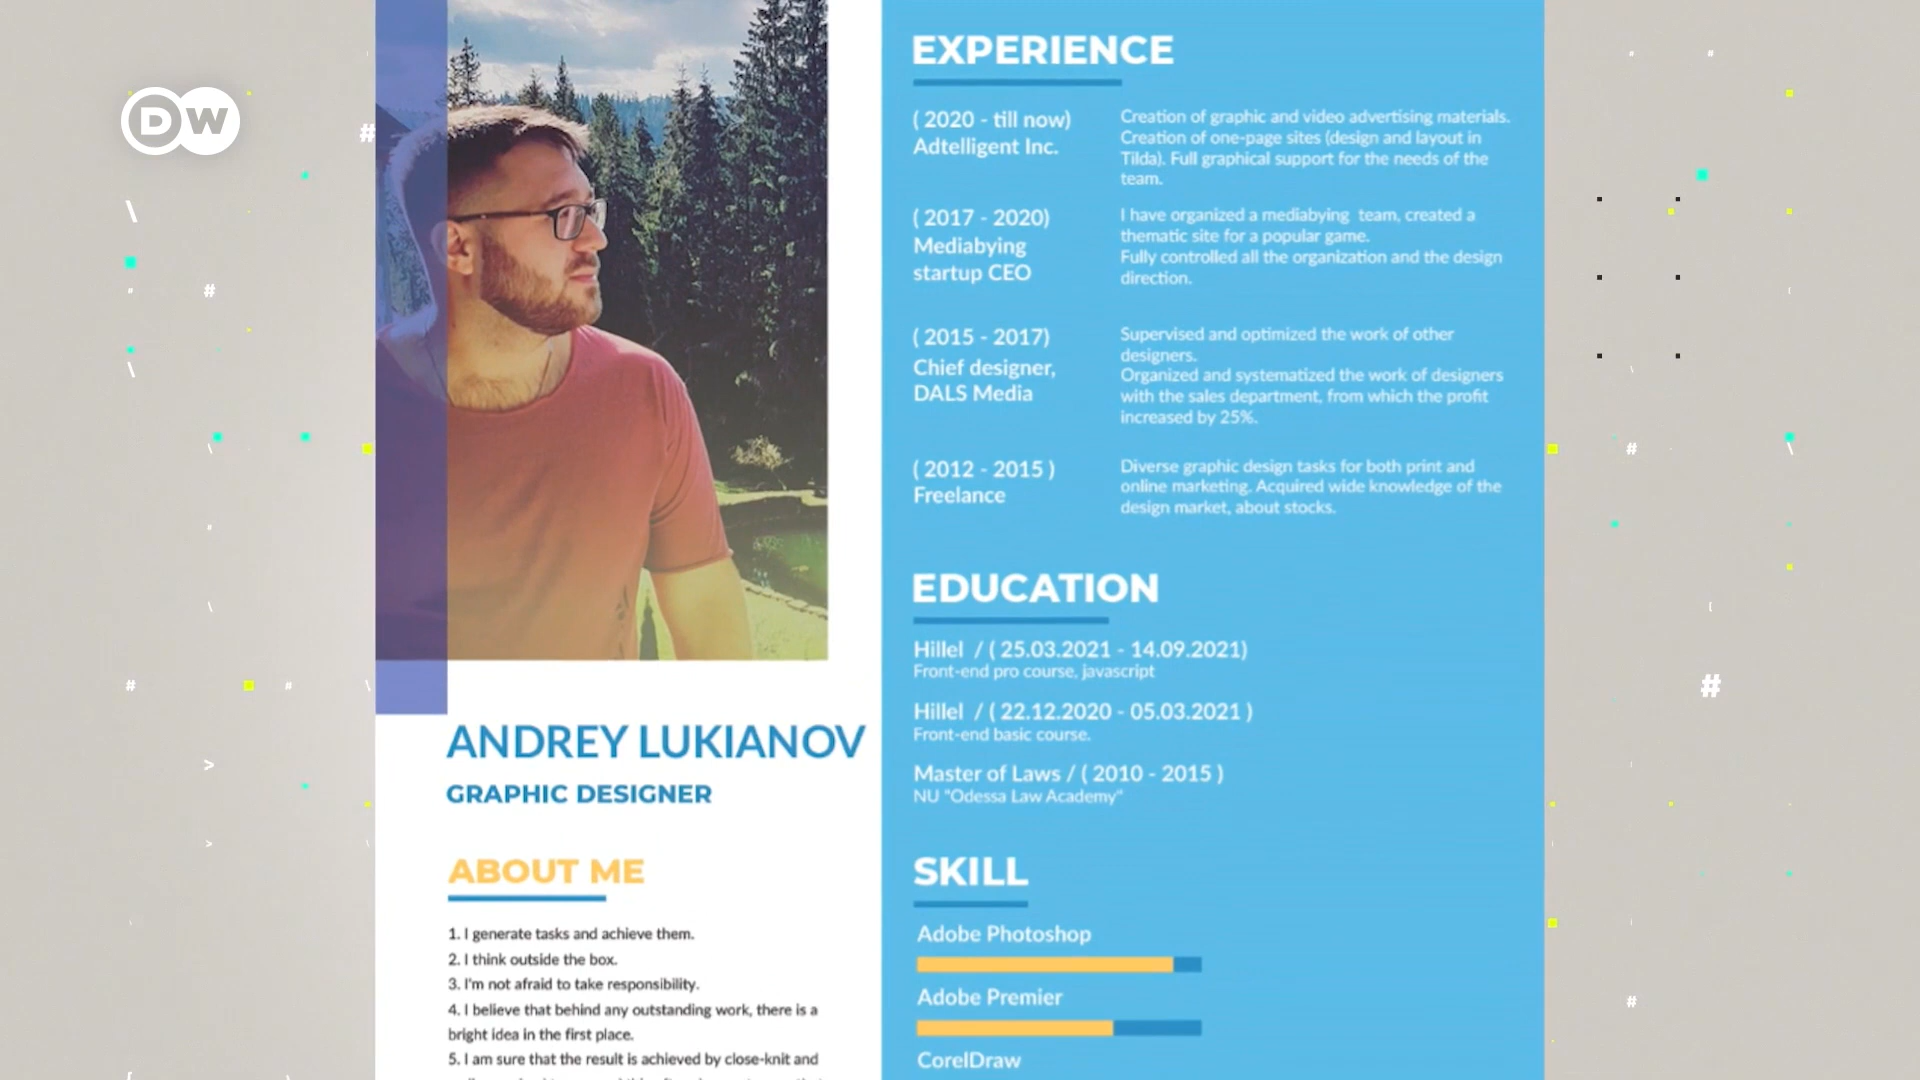 DW
ANDREY LUKIANOV
GRAPHIC DESIGNER
ABOUT ME
1. I generate tasks and achieve them.
2. I think outside the box.
3. I'm not afraid to take responsibility.
4. I believe that behind any outstanding work, there is a
bright idea in the first place.
5. I am sure that the result is achieved by close-knit and
EXPERIENCE
( 2020 - till now)
Adtelligent Inc.
Creation of graphic and video advertising materials.
Creation of one-page sites (design and layout in
Tilda). Full graphical support for the needs of the
team.
( 2017 - 2020)
Mediabying
startup CEO
I have organized a mediabying team, created a
thematic site for a popular game.
Fully controlled all the organization and the design
direction.
( 2015 - 2017)
Chief designer,
DALS Media
Supervised and optimized the work of other
designers.
Organized and systematized the work of designers
with the sales department, from which the profit
increased by 25%.
( 2012 - 2015 )
Freelance
Diverse graphic design tasks for both print and
online marketing. Acquired wide knowledge of the
design market, about stocks.
EDUCATION
Hillel / ( 25.03.2021 - 14.09.2021)
Front-end pro course, javascript
Hillel / ( 22.12.2020 - 05.03.2021 )
Front-end basic course.
Master of Laws / ( 2010 - 2015 )
NU "Odessa Law Academy"
SKILL
Adobe Photoshop
Adobe Premier
CorelDraw